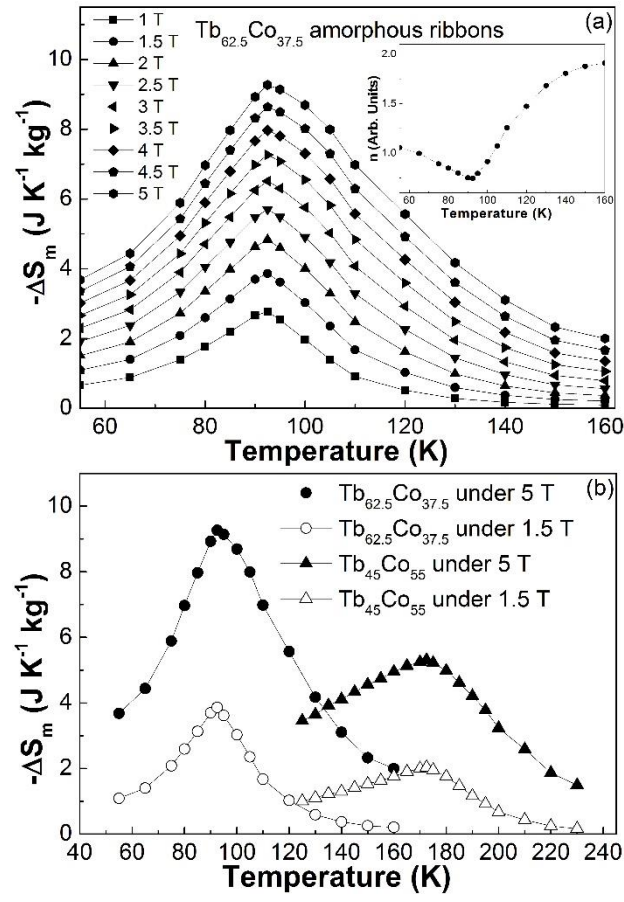 (a)
Tb62.5Co37.5 amorphous ribbons
1 T
1.5 T
2 T
2.5 T
3 T
3.5 T
4 T
4.5 T
5 T
10
8
6
4
2
0
-ΔSm (J K-1 kg-1)
60 80 100 120 140 160
Temperature (K)
2.0
1.5
1.0
n (Arb. Units)
60 80 100 120 140 160
Temperature (K)
(b)
Tb62.5Co37.5 under 5 T
Tb62.5Co37.5 under 1.5 T
Tb45Co55 under 5 T
Tb45Co55 under 1.5 T
10
8
6
4
2
0
-ΔSm (J K-1 kg-1)
40 60 80 100 120 140 160 180 200 220 240
Temperature (K)